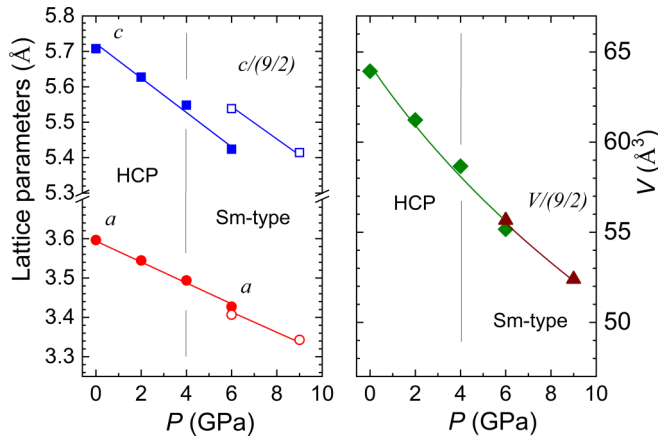 Lattice parameters (Å)
5.8
5.7
5.6
5.5
5.4
5.3
3.6
3.5
3.4
3.3
c
c/(9/2)
HCP
Sm-type
a
a
0 2 4 6 8 10
P (GPa)
HCP
V/(9/2)
Sm-type
0 2 4 6 8 10
P (GPa)
65
60
55
50
V (Å³)